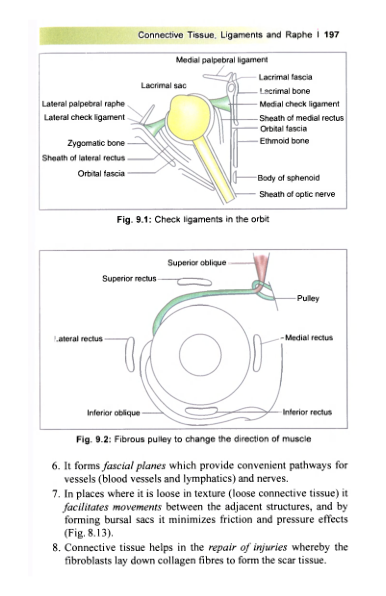 Connective Tissue, Ligaments and Raphe I 197
Medial palpebral ligament
Lacrimal fascia
Lacrimal sac
Lacrimal bone
Lateral palpebral raphe
Medial check ligament
Lateral check ligament
Sheath of medial rectus
Orbital fascia
Zygomatic bone
Ethmoid bone
Sheath of lateral rectus
Orbital fascia
Body of sphenoid
Sheath of optic nerve
Fig. 9.1: Check ligaments in the orbit
Superior oblique
Superior rectus
Pulley
Lateral rectus
Medial rectus
Inferior oblique
Inferior rectus
Fig. 9.2: Fibrous pulley to change the direction of muscle
6. It forms fascial planes which provide convenient pathways for
vessels (blood vessels and lymphatics) and nerves.
7. In places where it is loose in texture (loose connective tissue) it
facilitates movements between the adjacent structures, and by
forming bursal sacs it minimizes friction and pressure effects
(Fig. 8.13).
8. Connective tissue helps in the repair of injuries whereby the
fibroblasts lay down collagen fibres to form the scar tissue.